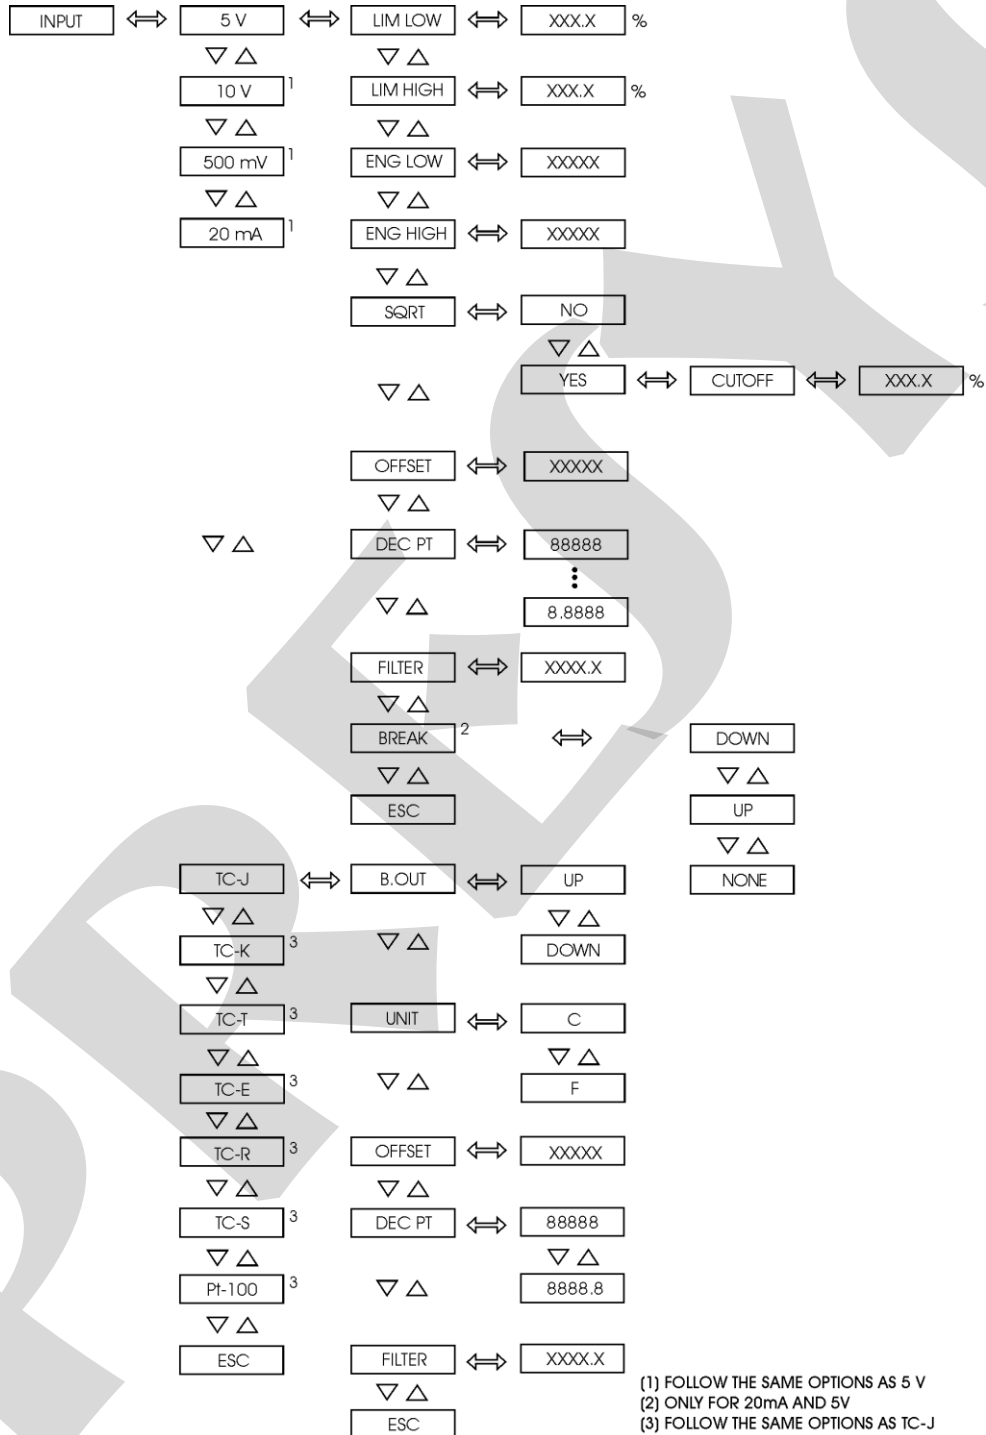 INPUT 5 V LIM LOW XXX.X %
10 V 1 LIM HIGH XXX.X %
500 mV 1 ENG LOW XXXXX
20 mA 1 ENG HIGH XXXXX
SQRT NO
YES CUTOFF XXX.X %
OFFSET XXXXX
DEC PT 88888
8.8888
FILTER XXXX.X
BREAK 2 DOWN
ESC UP
TC-J B.OUT UP NONE
TC-K 3 DOWN
TC-T 3 UNIT C
TC-E 3 F
TC-R 3 OFFSET XXXXX
TC-S 3 DEC PT 88888
Pt-100 3 8888.8
ESC FILTER XXXX.X
ESC
(1) FOLLOW THE SAME OPTIONS AS 5 V
(2) ONLY FOR 20mA AND 5V
(3) FOLLOW THE SAME OPTIONS AS TC-J
PRESYS